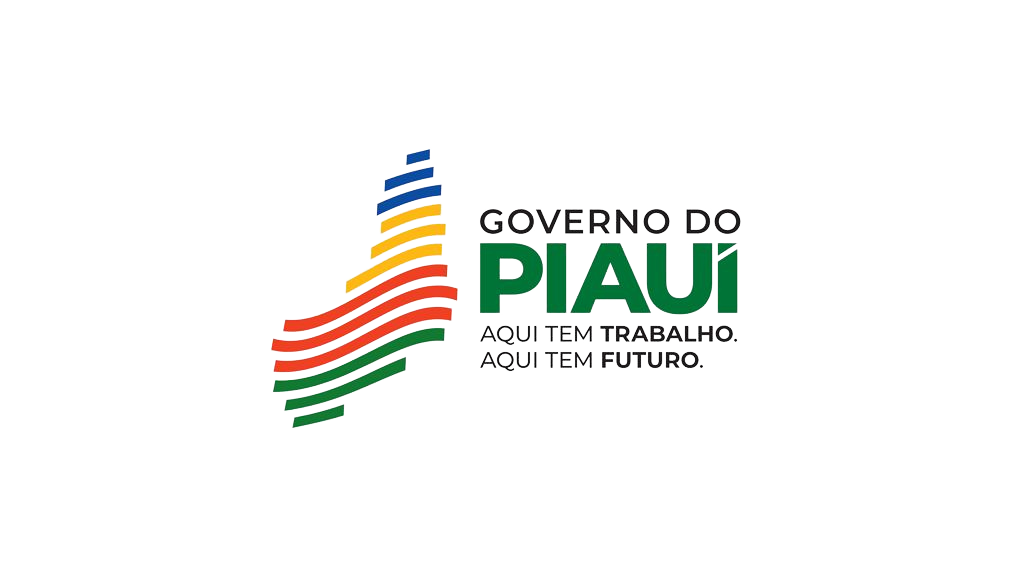 GOVERNO DO
PIAUÍ
AQUI TEM TRABALHO.
AQUI TEM FUTURO.